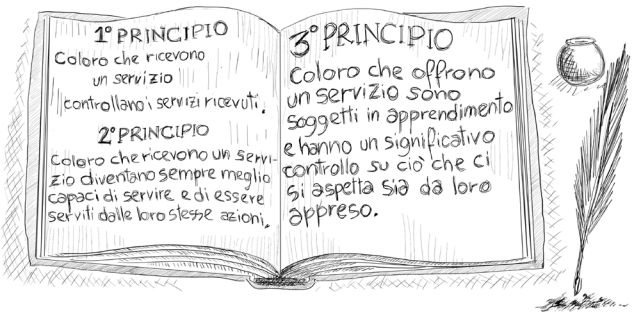 1° PRINCIPIO
Coloro che ricevono
un servizio
controllano i servizi ricevuti.
2° PRINCIPIO
Coloro che ricevono un servi-
zio diventano sempre meglio
capaci di servire e di essere
serviti dalle loro stesse azioni.
3° PRINCIPIO
Coloro che offrono
un servizio sono
soggetti in apprendimento
e hanno un significativo
controllo su ciò che ci
si aspetta sia da loro
appreso.